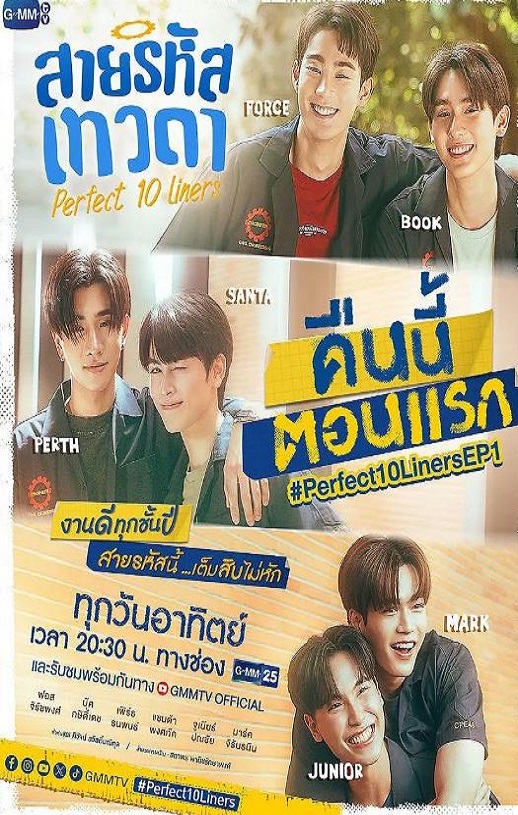 GMMTV
สายรหัส
เทวดา
Perfect 10 Liners
FORCE
BOOK
SANTA
PERTH
คืนนี้
ตอนแรก
#Perfect10LinersEP1
งานดีทุกชั้นปี
สายรหัสนี้ ...เต็มสิบไม่หัก
ทุกวันอาทิตย์
เวลา 20:30 น. ทางช่อง GMM 25
และรับชมพร้อมกันทาง GMMTV OFFICIAL
ฟอส บุ๊ค เพิร์ธ แซนต้า จูเนียร์ มาร์ค
จิรัชพงศ์ กษิดิ์เดช ธนพนธ์ พงศภัค ปณชัย จิรันธนิน
MARK
JUNIOR
CPE
GMMTV #Perfect10Liners